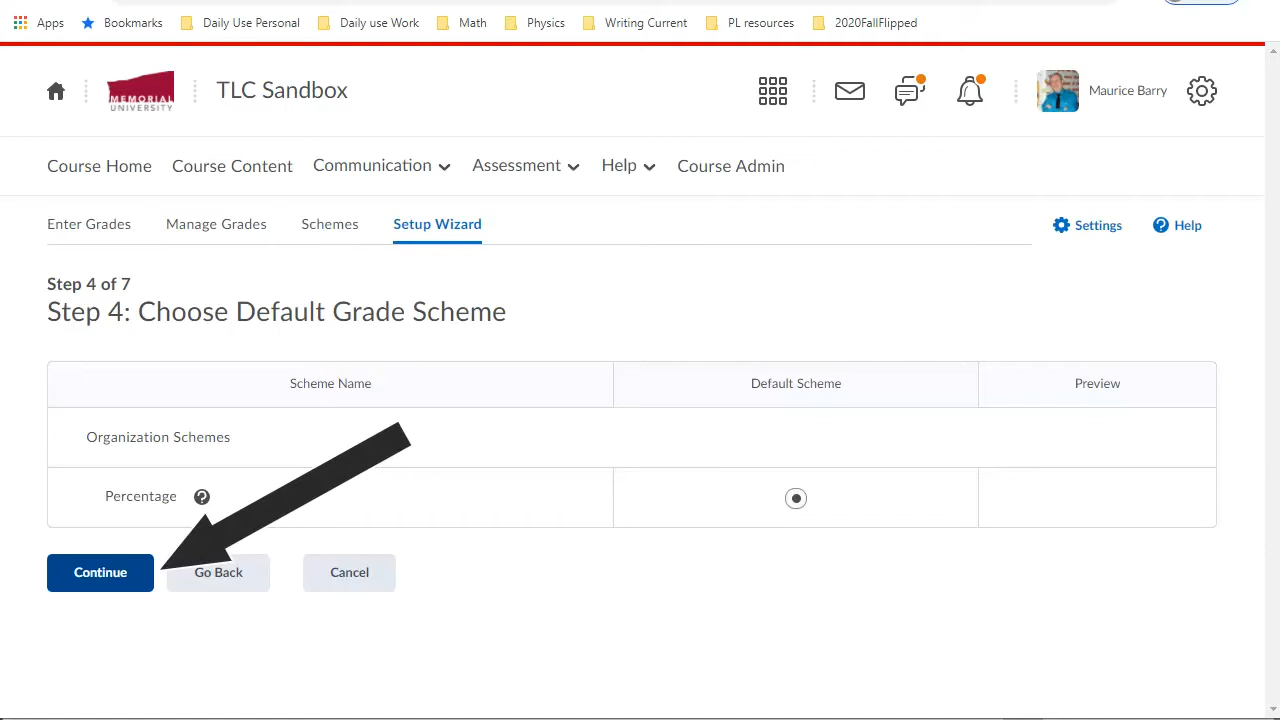 Apps Bookmarks Daily Use Personal Daily use Work Math Physics Writing Current PL resources 2020FallFlipped
MEMORIAL
UNIVERSITY
TLC Sandbox
Maurice Barry
Course Home Course Content Communication Assessment Help Course Admin
Enter Grades Manage Grades Schemes Setup Wizard Settings Help
Step 4 of 7
Step 4: Choose Default Grade Scheme
Scheme Name Default Scheme Preview
Organization Schemes
Percentage ?
Continue Go Back Cancel